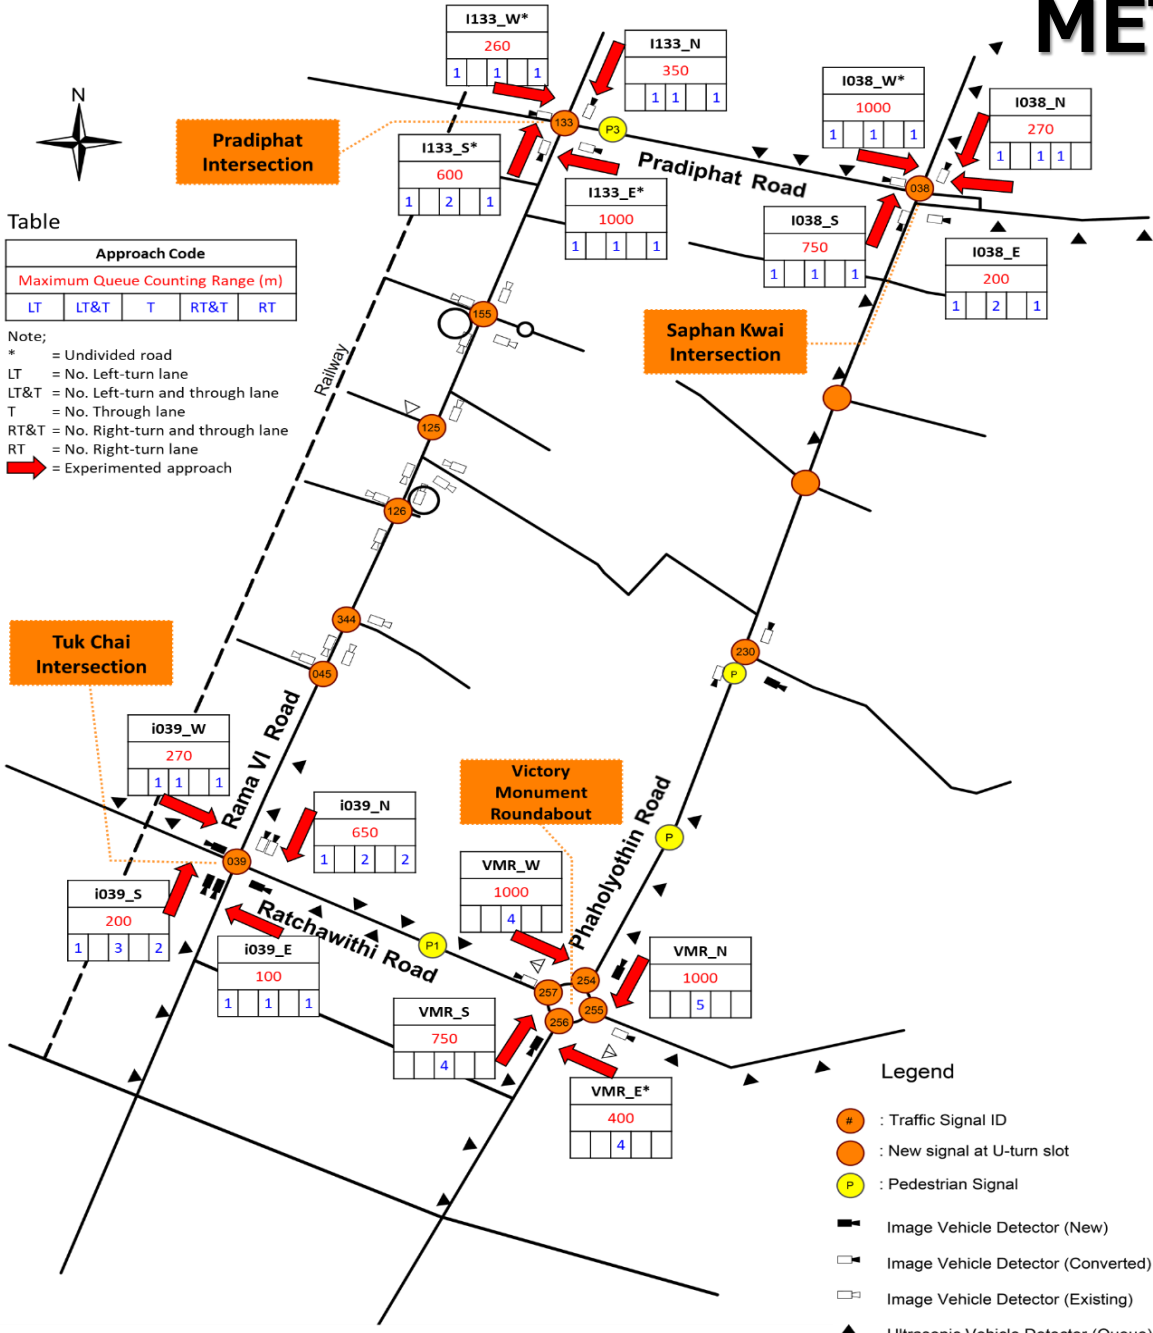 MET
I133_W*
260
1 1 1
I133_N
350
1 1 1
I038_W*
1000
1 1 1
I038_N
270
1 1 1
N
Pradiphat
Intersection
133
P3
I133_S*
600
1 2 1
Pradiphat Road
038
I133_E*
1000
1 1 1
I038_S
750
1 1 1
I038_E
200
1 2 1
Table
Approach Code
Maximum Queue Counting Range (m)
LT LT&T T RT&T RT
Note;
* = Undivided road
LT = No. Left-turn lane
LT&T = No. Left-turn and through lane
T = No. Through lane
RT&T = No. Right-turn and through lane
RT = No. Right-turn lane
= Experimented approach
Railway
155
Saphan Kwai
Intersection
125
126
344
045
230
P
Tuk Chai
Intersection
i039_W
270
1 1 1
Rama VI Road
i039_N
650
1 2 2
Victory
Monument
Roundabout
Phaholyothin Road
P
039
i039_S
200
1 3 2
i039_E
100
1 1 1
Ratchawithi Road
P1
VMR_W
1000
4
VMR_N
1000
5
254
257
255
256
VMR_S
750
4
VMR_E*
400
4
Legend
# : Traffic Signal ID
: New signal at U-turn slot
P : Pedestrian Signal
Image Vehicle Detector (New)
Image Vehicle Detector (Converted)
Image Vehicle Detector (Existing)
Ultrasonic Vehicle Detector (Queue)